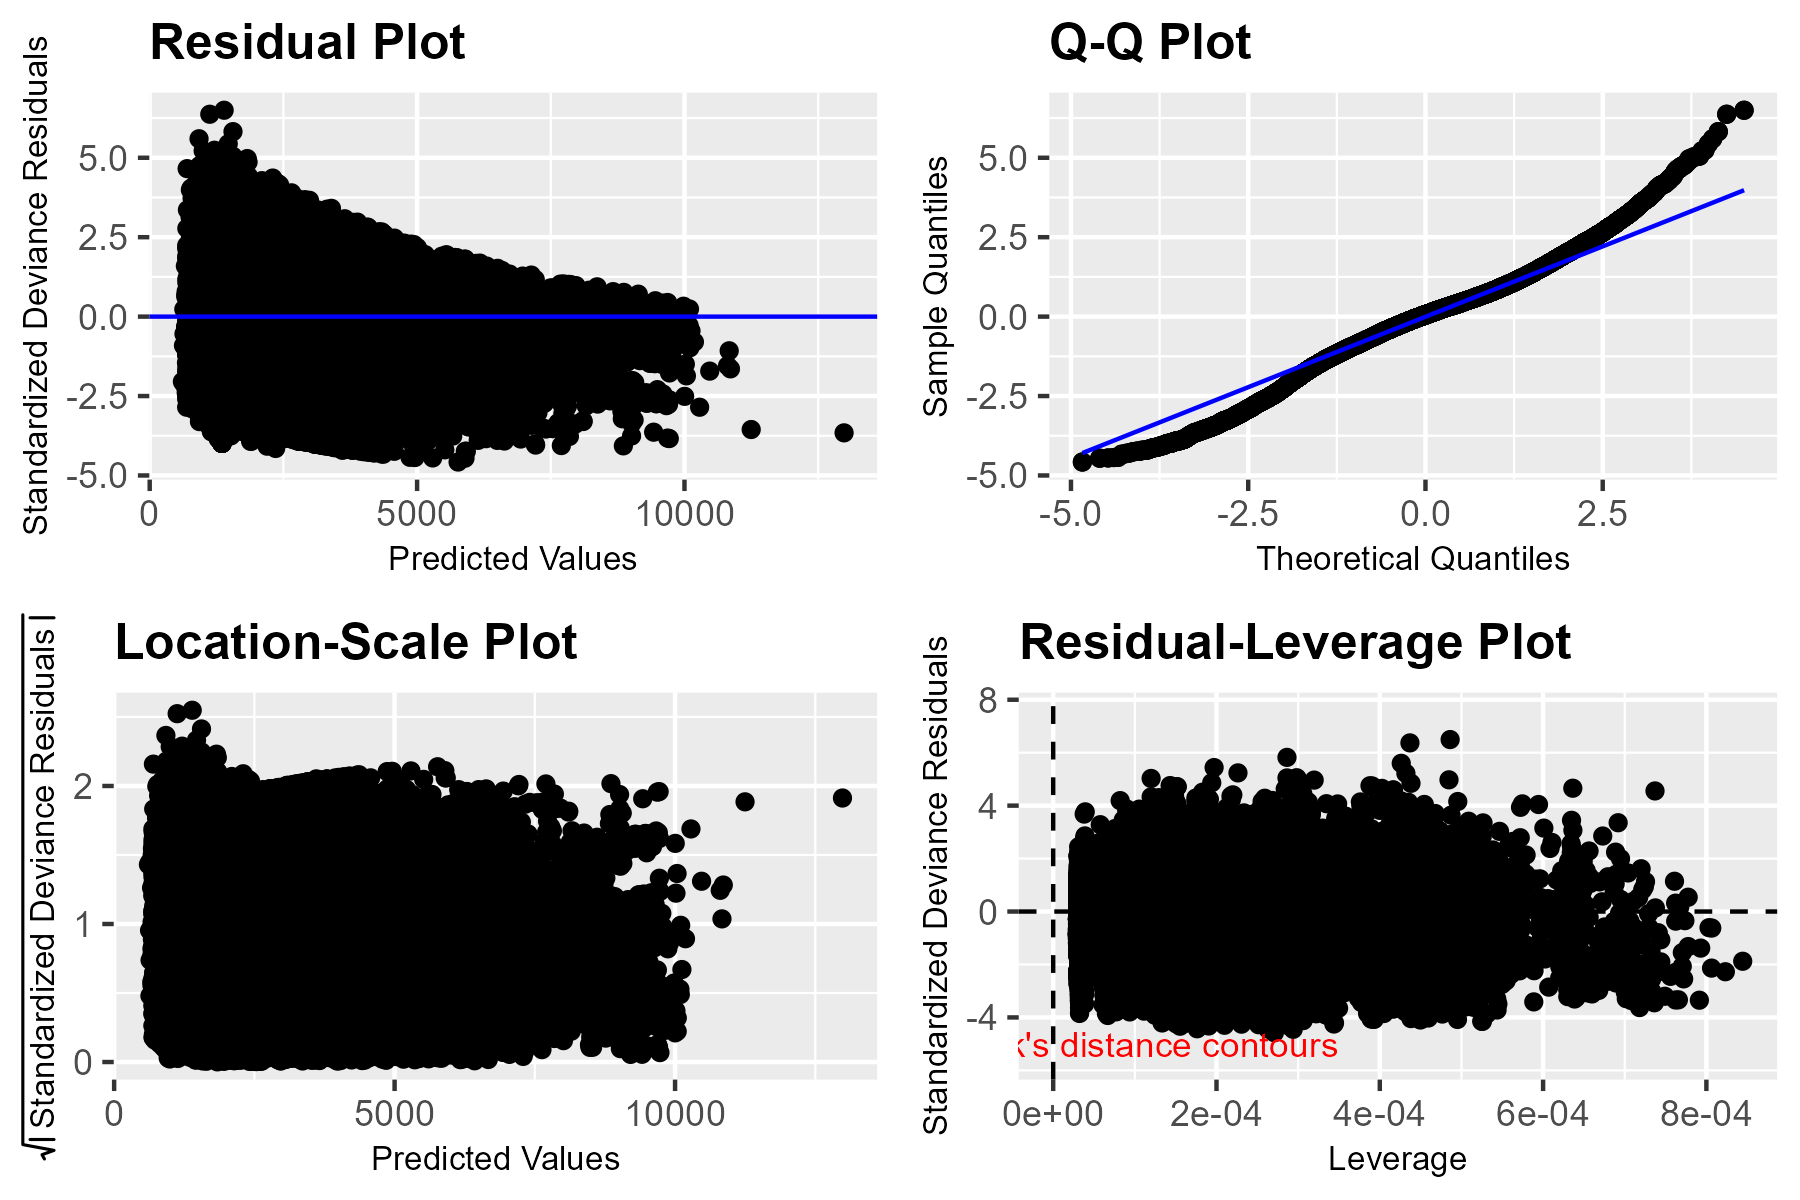 Residual Plot
Standardized Deviance Residuals
5.0
2.5
0.0
-2.5
-5.0
0
5000
10000
Predicted Values
Q-Q Plot
Sample Quantiles
5.0
2.5
0.0
-2.5
-5.0
-5.0
-2.5
0.0
2.5
Theoretical Quantiles
Location-Scale Plot
√|Standardized Deviance Residuals|
2
1
0
0
5000
10000
Predicted Values
Residual-Leverage Plot
Standardized Deviance Residuals
8
4
0
-4
k's distance contours
0e+00
2e-04
4e-04
6e-04
8e-04
Leverage